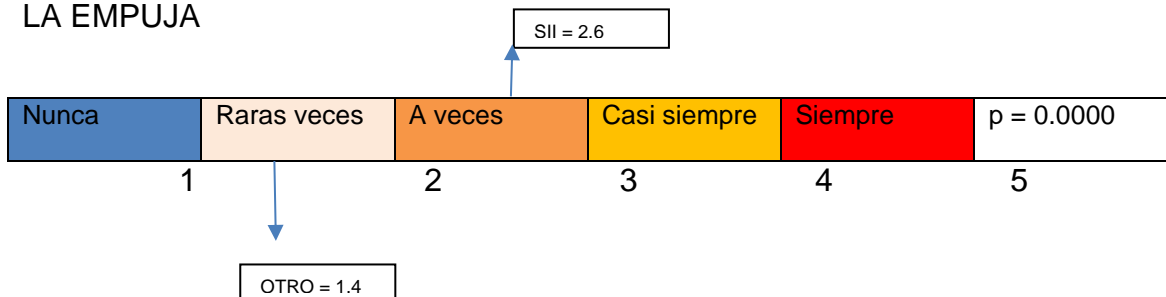 LA EMPUJA
SII = 2.6
Nunca Raras veces A veces Casi siempre Siempre p = 0.0000
1 2 3 4 5
OTRO = 1.4